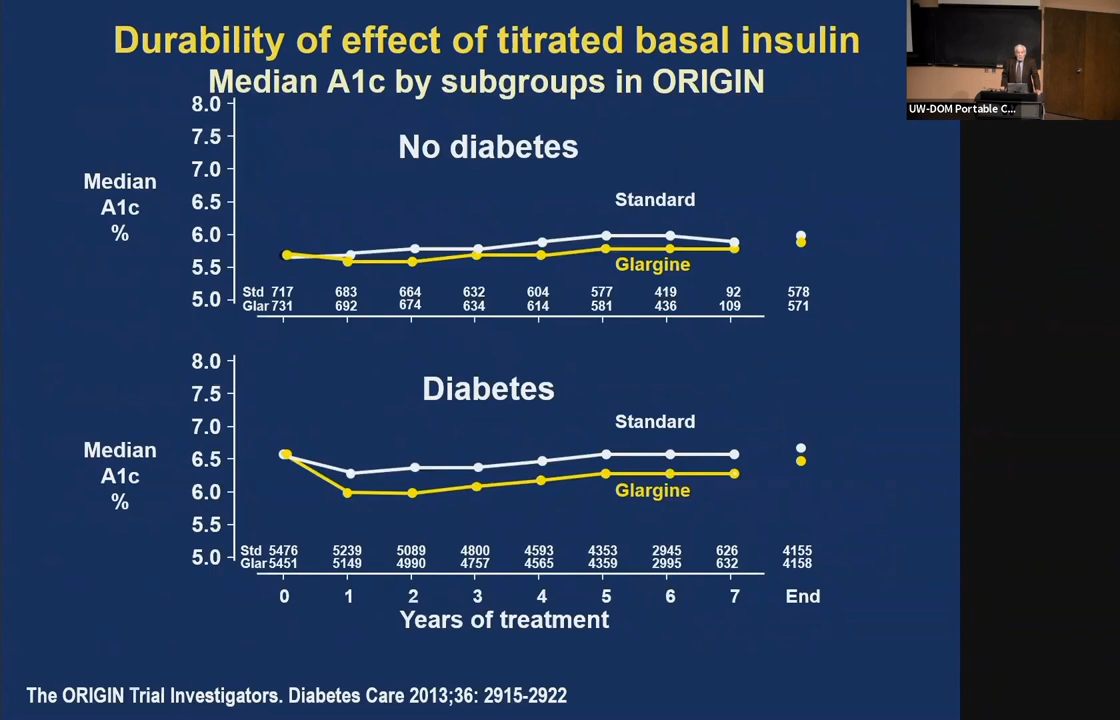 Durability of effect of titrated basal insulin
Median A1c by subgroups in ORIGIN
UW-DOM Portable C...
No diabetes
Median
A1c
%
8.0
7.5
7.0
6.5
6.0
5.5
5.0
Standard
Glargine
Std 717 683 664 632 604 577 419 92 578
Glar 731 692 674 634 614 581 436 109 571
Diabetes
Median
A1c
%
8.0
7.5
7.0
6.5
6.0
5.5
5.0
Standard
Glargine
Std 5476 5239 5089 4800 4593 4353 2945 626 4155
Glar 5451 5149 4990 4757 4565 4359 2995 632 4158
0 1 2 3 4 5 6 7 End
Years of treatment
The ORIGIN Trial Investigators. Diabetes Care 2013;36: 2915-2922